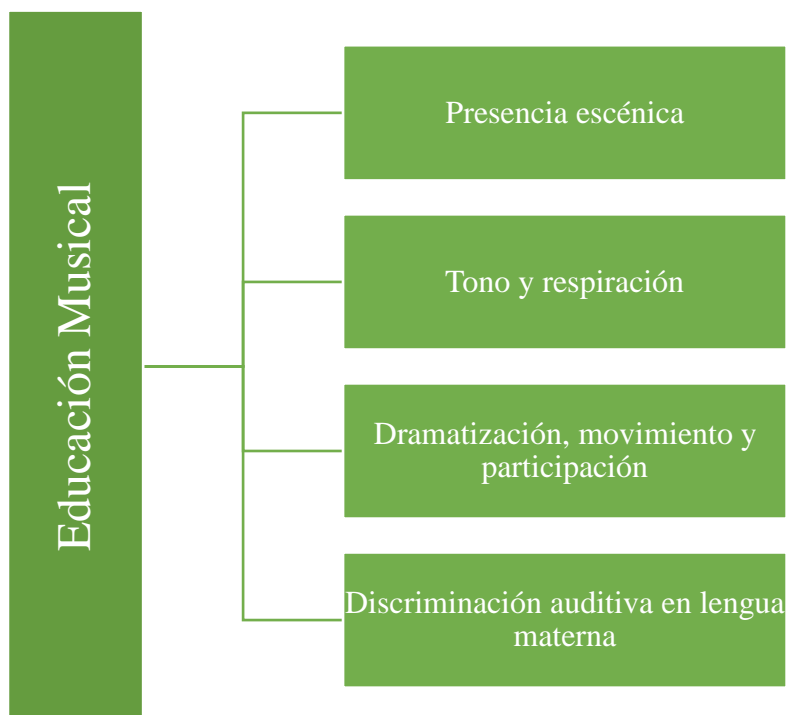 Educación Musical
Presencia escénica
Tono y respiración
Dramatización, movimiento y
participación
Discriminación auditiva en lengua
materna